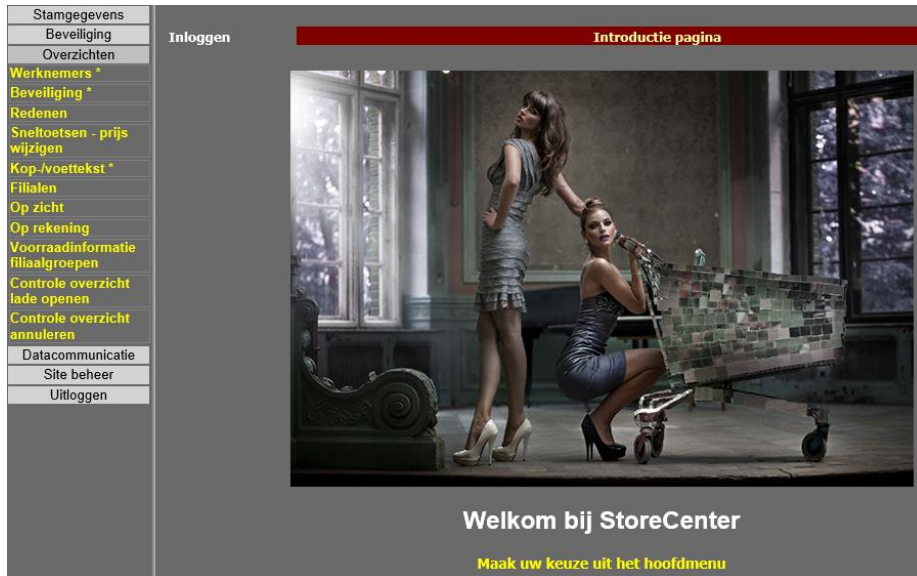 Stamgegevens
Beveiliging
Overzichten
Werknemers *
Beveiliging *
Redenen
Sneltoetsen - prijs
wijzigen
Kop-/voettekst *
Filialen
Op zicht
Op rekening
Voorraadinformatie
filiaalgroepen
Controle overzicht
lade openen
Controle overzicht
annuleren
Datacommunicatie
Site beheer
Uitloggen
Inloggen
Introductie pagina
Welkom bij StoreCenter
Maak uw keuze uit het hoofdmenu